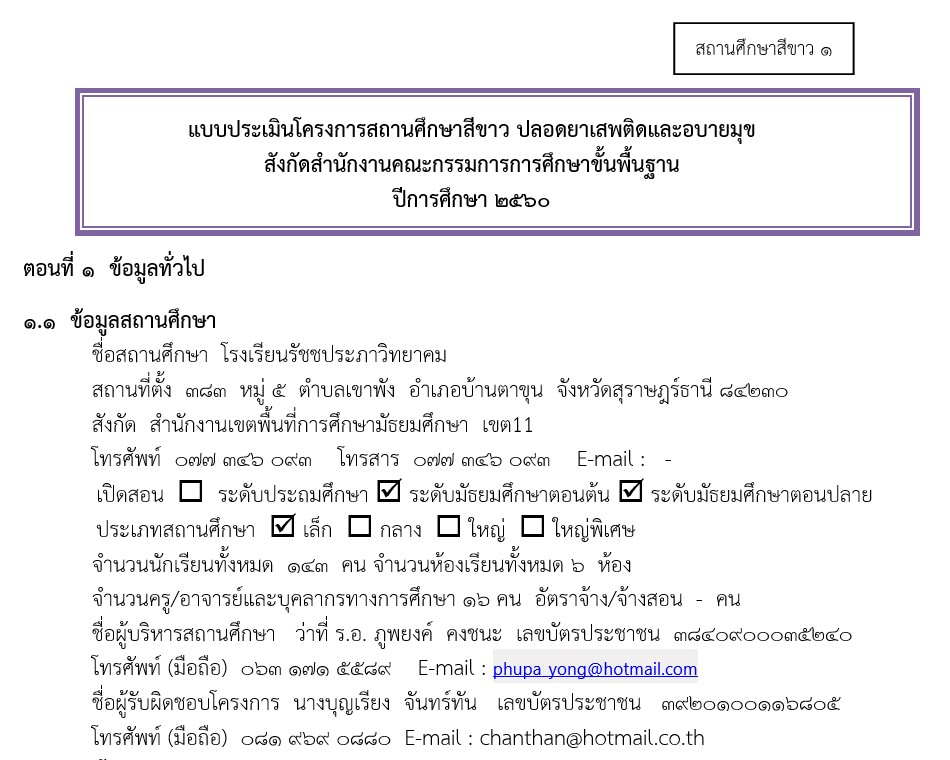 สถานศึกษาสีขาว ๑
แบบประเมินโครงการสถานศึกษาสีขาว ปลอดยาเสพติดและอบายมุข
สังกัดสำนักงานคณะกรรมการการศึกษาขั้นพื้นฐาน
ปีการศึกษา ๒๕๖๐
ตอนที่ ๑ ข้อมูลทั่วไป
๑.๑ ข้อมูลสถานศึกษา
ชื่อสถานศึกษา โรงเรียนรัชชประภาวิทยาคม
สถานที่ตั้ง ๓๘๓ หมู่ ๕ ตำบลเขาพัง อำเภอบ้านตาขุน จังหวัดสุราษฎร์ธานี ๘๔๒๓๐
สังกัด สำนักงานเขตพื้นที่การศึกษามัธยมศึกษา เขต11
โทรศัพท์ ๐๗๗ ๓๔๖ ๐๙๓ โทรสาร ๐๗๗ ๓๔๖ ๐๙๓ E-mail : -
เปิดสอน ☐ ระดับประถมศึกษา ☑ ระดับมัธยมศึกษาตอนต้น ☑ ระดับมัธยมศึกษาตอนปลาย
ประเภทสถานศึกษา ☑ เล็ก ☐ กลาง ☐ ใหญ่ ☐ ใหญ่พิเศษ
จำนวนนักเรียนทั้งหมด ๑๔๓ คน จำนวนห้องเรียนทั้งหมด ๖ ห้อง
จำนวนครู/อาจารย์และบุคลากรทางการศึกษา ๑๖ คน อัตราจ้าง/จ้างสอน - คน
ชื่อผู้บริหารสถานศึกษา ว่าที่ ร.อ. ภูพยงค์ คงชนะ เลขบัตรประชาชน ๓๘๔๐๙๐๐๐๓๕๒๔๐
โทรศัพท์ (มือถือ) ๐๖๓ ๑๗๑ ๕๕๘๙ E-mail : phupa_yong@hotmail.com
ชื่อผู้รับผิดชอบโครงการ นางบุญเรียง จันทร์ทัน เลขบัตรประชาชน ๓๙๒๐๑๐๐๑๑๖๘๐๕
โทรศัพท์ (มือถือ) ๐๘๑ ๙๖๙ ๐๘๘๐ E-mail : chanthan@hotmail.co.th